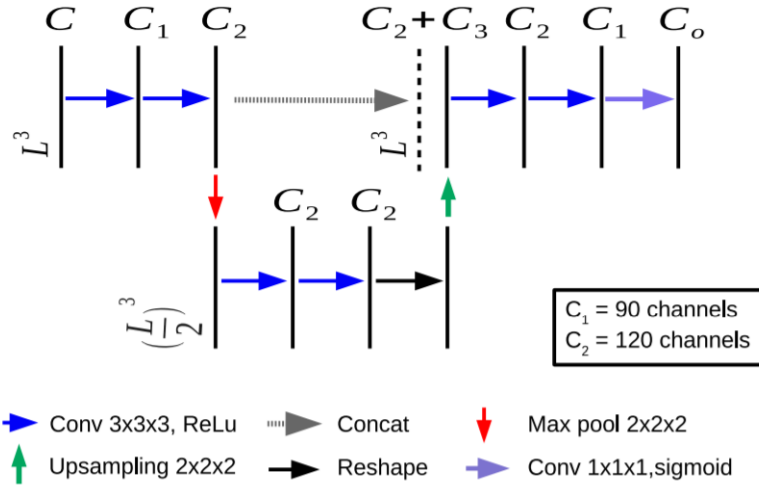 C C₁ C₂ C₂ + C₃ C₂ C₁ Cₒ
L³ L³
C₂ C₂
(L/2)³
C₁ = 90 channels
C₂ = 120 channels
Conv 3x3x3, ReLu Concat Max pool 2x2x2
Upsampling 2x2x2 Reshape Conv 1x1x1,sigmoid